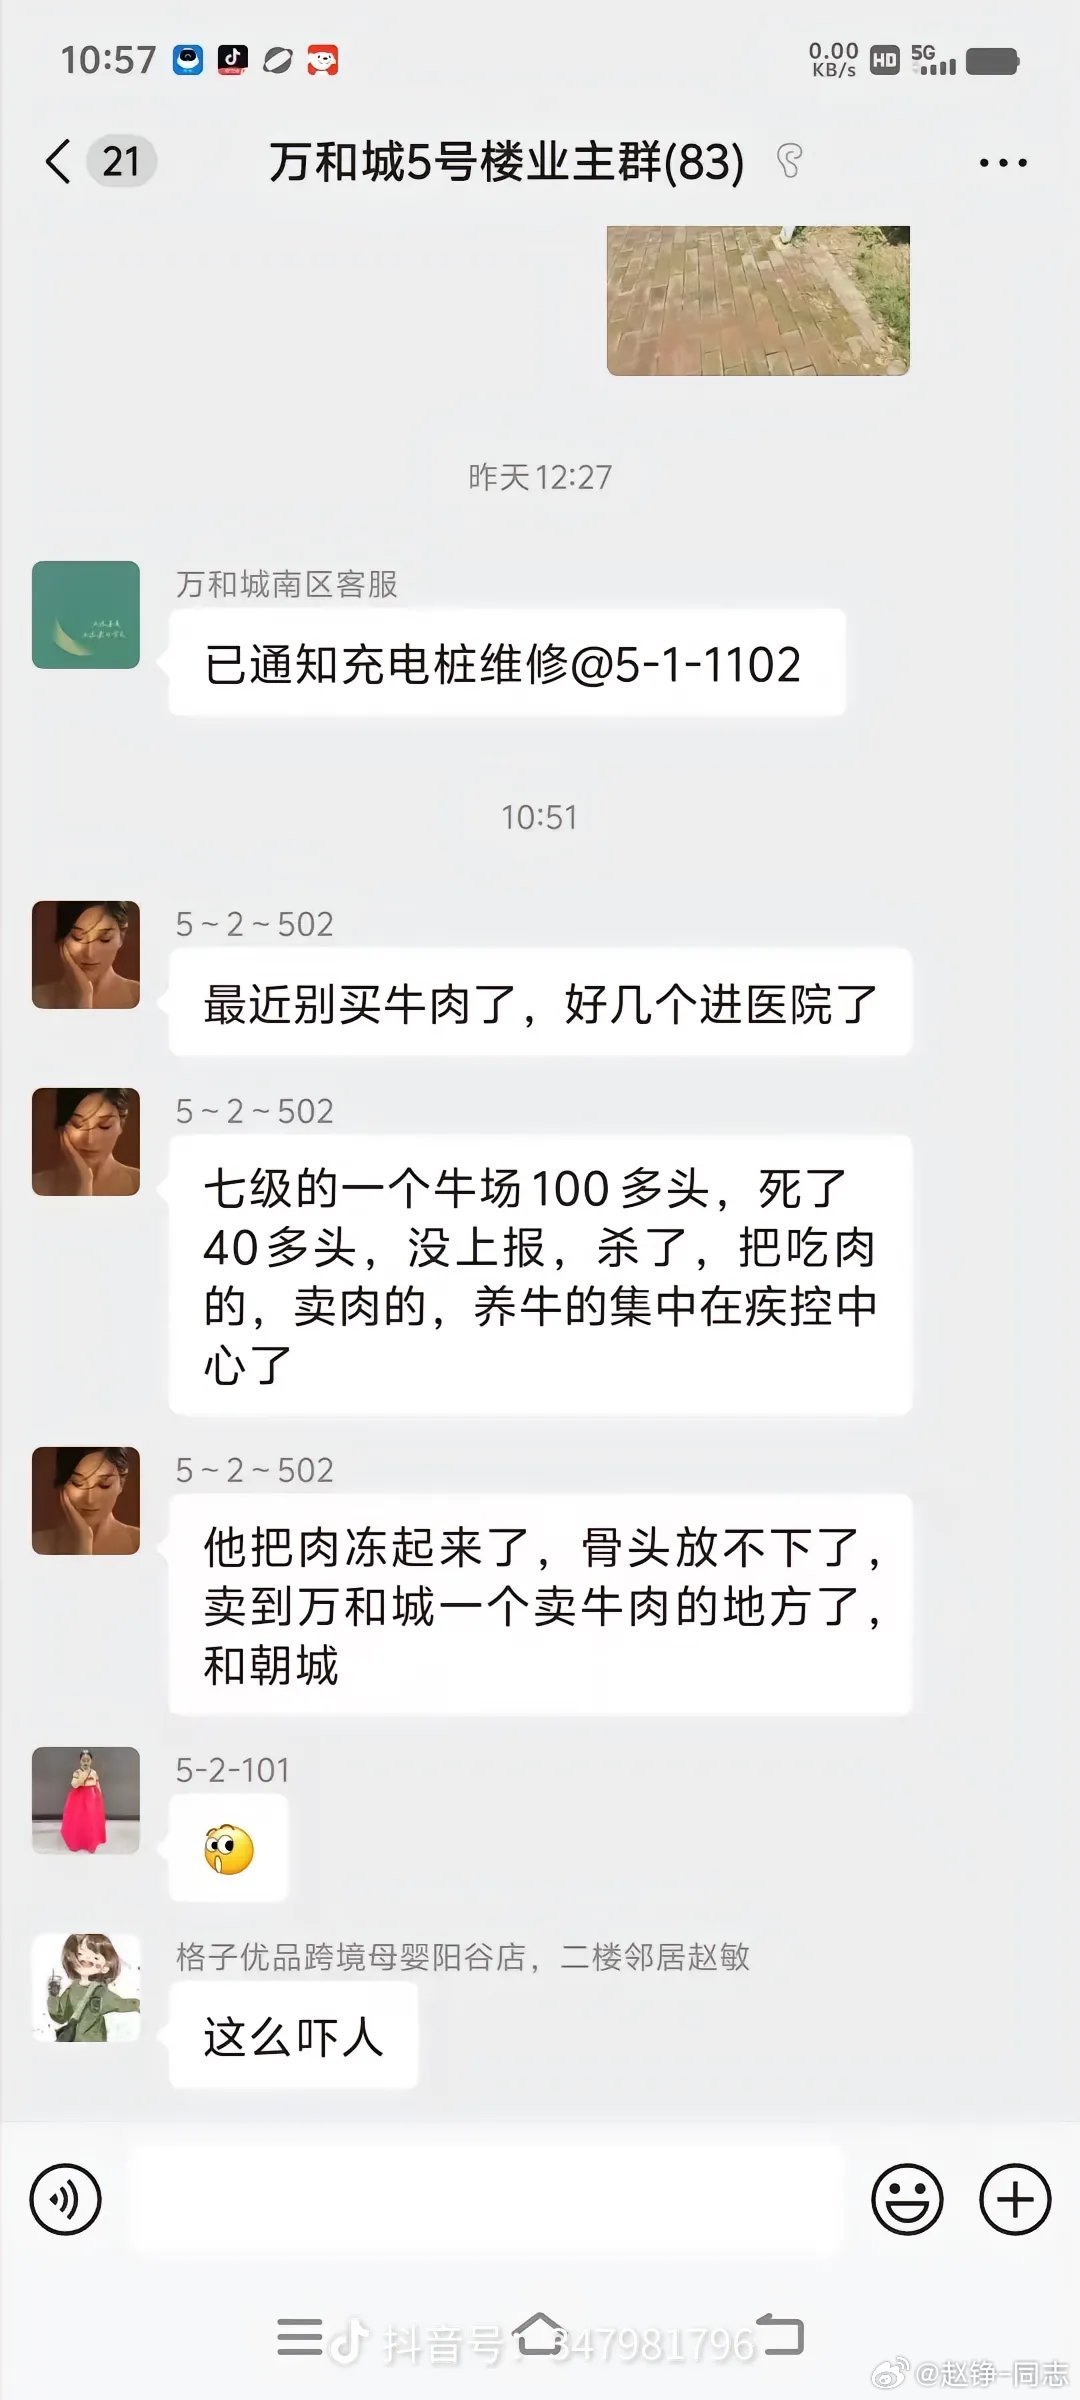 10:57
0.00 KB/s HD 5G
21
万和城5号楼业主群(83)
昨天12:27
万和城南区客服
已通知充电桩维修@5-1-1102
10:51
5~2~502
最近别买牛肉了，好几个进医院了
5~2~502
七级的一个牛场100多头，死了
40多头，没上报，杀了，把吃肉
的，卖肉的，养牛的集中在疾控中
心了
5~2~502
他把肉冻起来了，骨头放不下了，
卖到万和城一个卖牛肉的地方了，
和朝城
5-2-101
格子优品跨境母婴阳谷店，二楼邻居赵敏
这么吓人
抖音号：347981796
@赵铮-同志